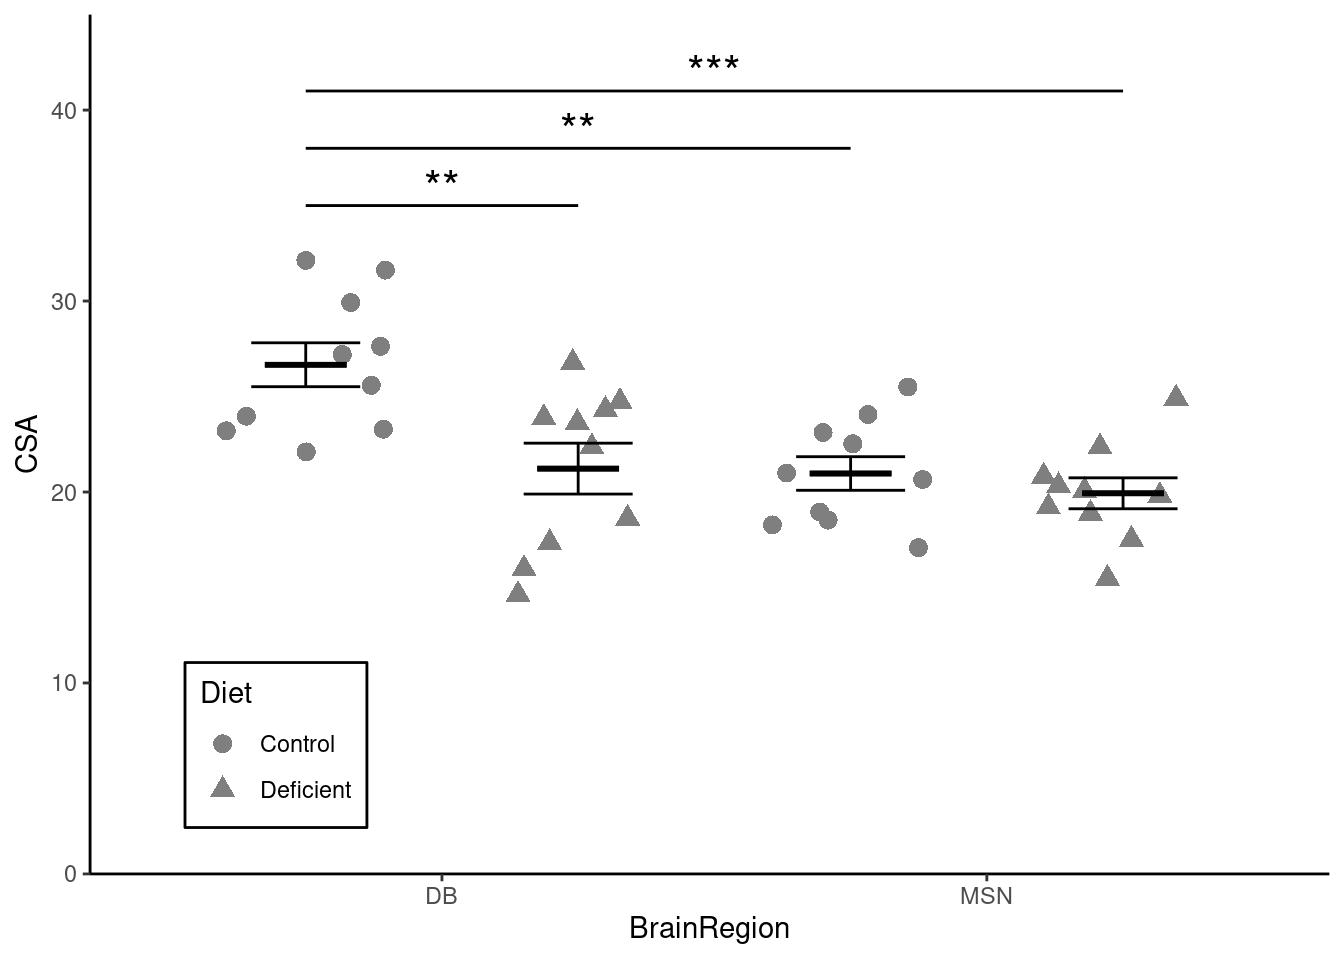 ***
40
**
**
30
CSA
20
10
Diet
Control
Deficient
0
DB MSN
BrainRegion